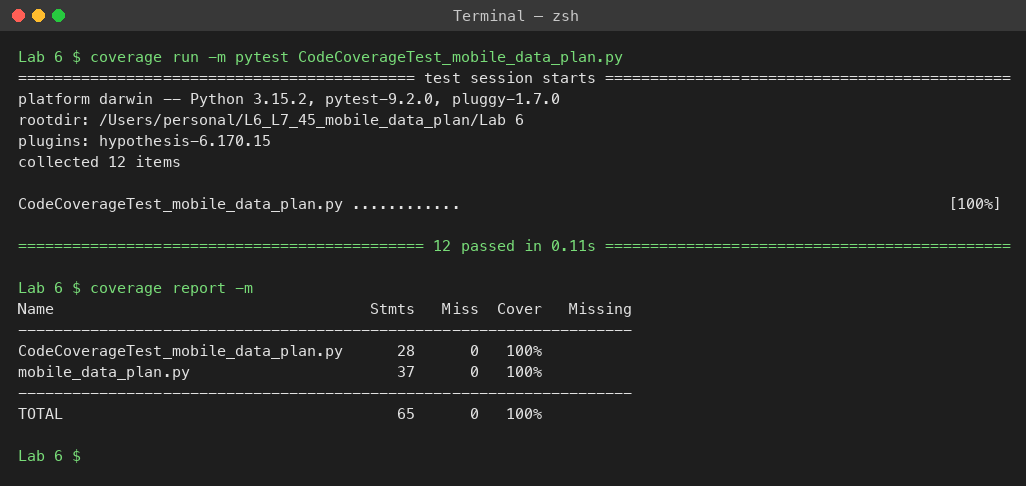 Terminal — zsh
Lab 6 $ coverage run -m pytest CodeCoverageTest_mobile_data_plan.py
============================================ test session starts =============================================
platform darwin -- Python 3.15.2, pytest-9.2.0, pluggy-1.7.0
rootdir: /Users/personal/L6_L7_45_mobile_data_plan/Lab 6
plugins: hypothesis-6.170.15
collected 12 items
CodeCoverageTest_mobile_data_plan.py ............ [100%]
============================================= 12 passed in 0.11s =============================================
Lab 6 $ coverage report -m
Name Stmts Miss Cover Missing
--------------------------------------------------------------------
CodeCoverageTest_mobile_data_plan.py 28 0 100%
mobile_data_plan.py 37 0 100%
--------------------------------------------------------------------
TOTAL 65 0 100%
Lab 6 $